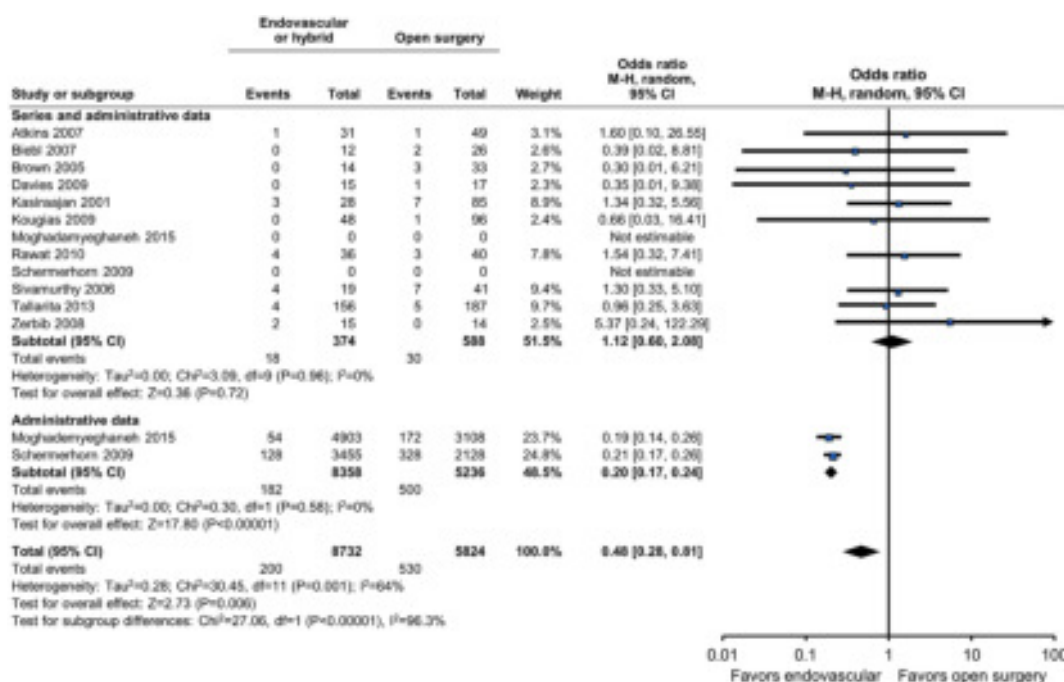 Endovascular or hybrid Open surgery
Study or subgroup Events Total Events Total Weight Odds ratio M-H, random, 95% CI Odds ratio M-H, random, 95% CI
Series and administrative data
Atkins 2007 1 31 1 49 3.1% 1.60 [0.10, 26.55]
Biebl 2007 0 12 2 26 2.6% 0.39 [0.02, 8.81]
Brown 2005 0 14 3 33 2.7% 0.30 [0.01, 6.21]
Davies 2009 0 15 1 17 2.3% 0.35 [0.01, 9.38]
Kasirajan 2001 3 28 7 85 8.9% 1.34 [0.32, 5.56]
Kougias 2009 0 48 1 96 2.4% 0.66 [0.03, 16.41]
Moghadamyeghaneh 2015 0 0 0 0 Not estimable
Rawat 2010 4 36 3 40 7.8% 1.54 [0.32, 7.41]
Schermerhorn 2009 0 0 0 0 Not estimable
Sivamurthy 2006 4 19 7 41 9.4% 1.30 [0.33, 5.10]
Tallarita 2013 4 156 5 187 9.7% 0.96 [0.25, 3.63]
Zerbib 2008 2 15 0 14 2.5% 5.37 [0.24, 122.29]
Subtotal (95% CI) 374 588 51.5% 1.12 [0.60, 2.08]
Total events 18 30
Heterogeneity: Tau²=0.00; Chi²=3.09, df=9 (P=0.96); I²=0%
Test for overall effect: Z=0.36 (P=0.72)
Administrative data
Moghademyeghaneh 2015 54 4903 172 3108 23.7% 0.19 [0.14, 0.26]
Schermerhorn 2009 128 3455 328 2128 24.8% 0.21 [0.17, 0.26]
Subtotal (95% CI) 8358 5236 48.5% 0.20 [0.17, 0.24]
Total events 182 500
Heterogeneity: Tau²=0.00; Chi²=0.30, df=1 (P=0.58); I²=0%
Test for overall effect: Z=17.80 (P<0.00001)
Total (95% CI) 8732 5824 100.0% 0.48 [0.28, 0.81]
Total events 200 530
Heterogeneity: Tau²=0.28; Chi²=30.45, df=11 (P=0.001); I²=64%
Test for overall effect: Z=2.73 (P=0.006)
Test for subgroup differences: Chi²=27.06, df=1 (P<0.00001), I²=96.3%
0.01 0.1 1 10 100
Favors endovascular Favors open surgery